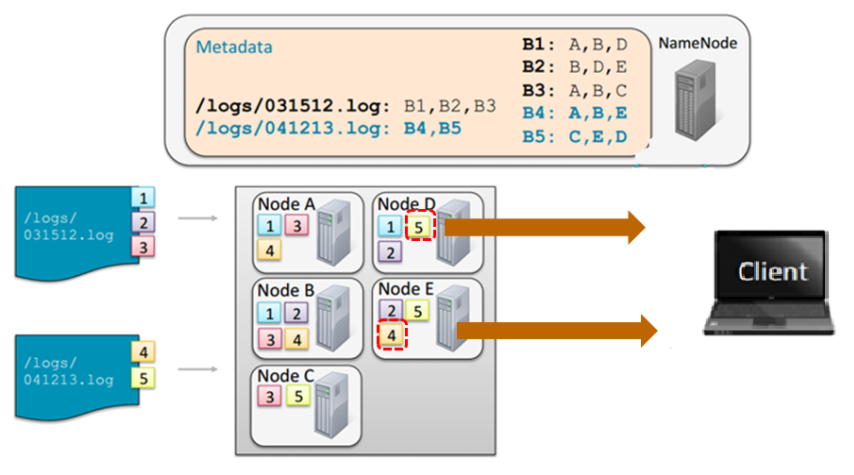 Metadata
B1: A,B,D
NameNode
B2: B,D,E
B3: A,B,C
/logs/031512.log: B1,B2,B3
B4: A,B,E
/logs/041213.log: B4,B5
B5: C,E,D
/logs/
031512.log
1
2
3
/logs/
041213.log
4
5
Node A
1 3
4
Node D
1 5
2
Node B
1 2
3 4
Node E
2 5
4
Node C
3 5
Client